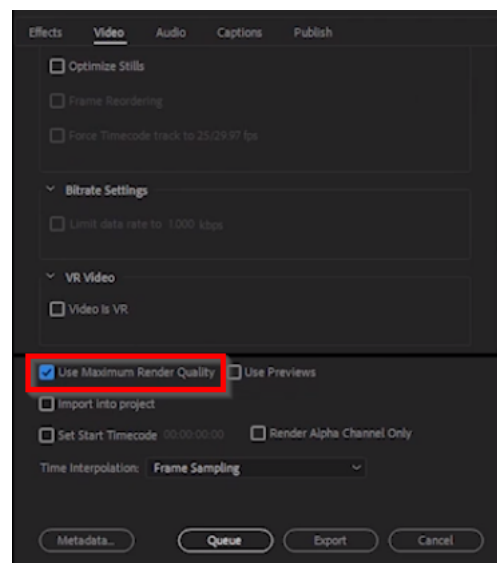 Effects Video Audio Captions Publish
Optimize Stills
Frame Reordering
Force Timecode track to 25/29.97 fps
Bitrate Settings
Limit data rate to 1000 kbps
VR Video
Video Is VR
Use Maximum Render Quality Use Previews
Import into project
Set Start Timecode 00:00:00:00 Render Alpha Channel Only
Time Interpolation: Frame Sampling
Metadata... Queue Export Cancel